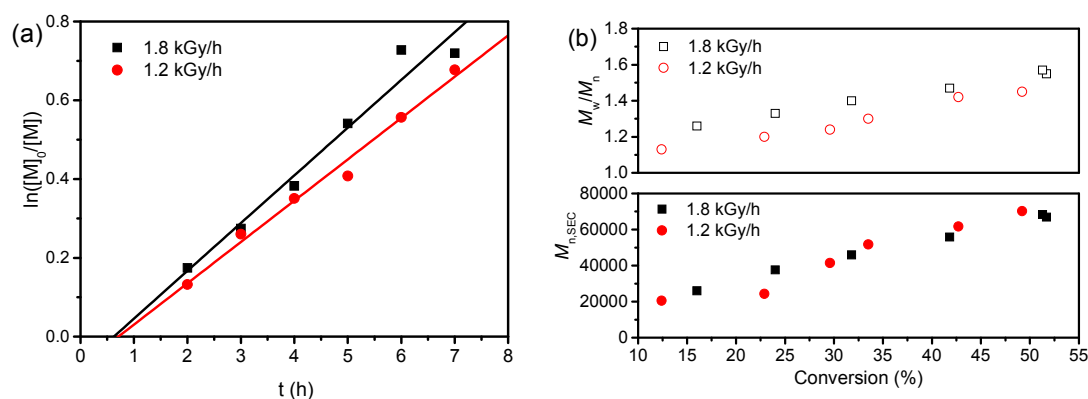 (a)
0.8
0.6
0.4
0.2
0.0
ln([M]₀/[M])
1.8 kGy/h
1.2 kGy/h
0 1 2 3 4 5 6 7 8
t (h)
(b)
1.8
1.6
1.4
1.2
1.0
Mw/Mn
1.8 kGy/h
1.2 kGy/h
80000
60000
40000
20000
0
Mn,SEC
1.8 kGy/h
1.2 kGy/h
10 15 20 25 30 35 40 45 50 55
Conversion (%)